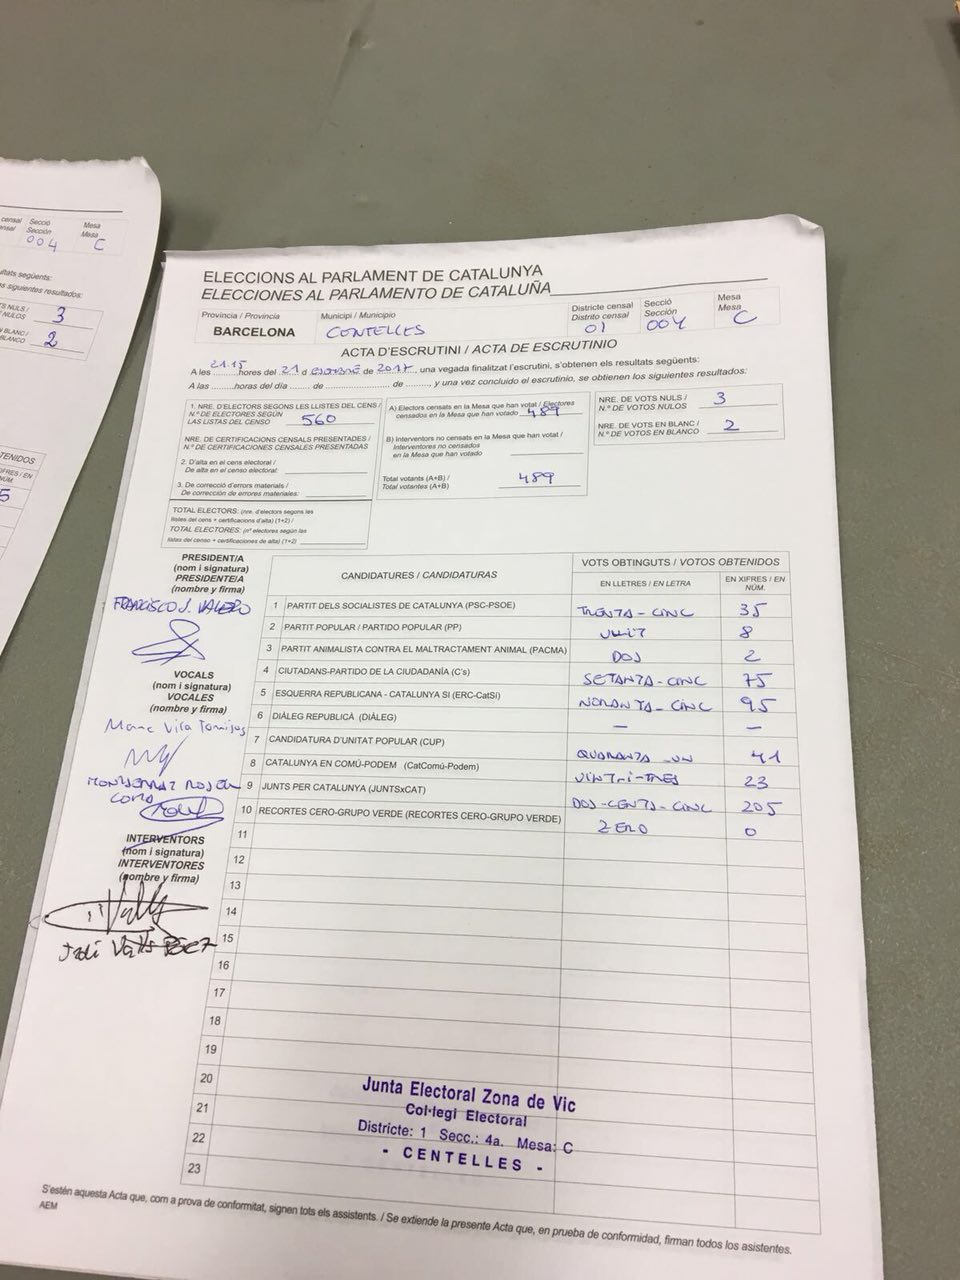 censal Secció Mesa
ensal Sección Mesa
004 C
ltats següents:
s siguientes resultados:
TS NULS / 3
NULOS
BLANC / 2
BLANCO
TENIDOS
XIFRES / EN
NÚM.
5
ELECCIONS AL PARLAMENT DE CATALUNYA
ELECCIONES AL PARLAMENTO DE CATALUÑA
Provincia / Provincia Municipi / Municipio Districte censal Secció Mesa
BARCELONA CENTELLES Distrito censal Sección Mesa
01 004 C
ACTA D'ESCRUTINI / ACTA DE ESCRUTINIO
A les 21.15 hores del 21 d de 2017, una vegada finalitzat l'escrutini, s'obtenen els resultats següents:
A las ........horas del día ...... de ........................ de ........, y una vez concluido el escrutinio, se obtienen los siguientes resultados:
1. NRE. D'ELECTORS SEGONS LES LLISTES DEL CENS /
N.º DE ELECTORES SEGÚN
LAS LISTAS DEL CENSO 560
NRE. DE CERTIFICACIONS CENSALS PRESENTADES /
N.º DE CERTIFICACIONES CENSALES PRESENTADAS
2. D'alta en el cens electoral /
De alta en el censo electoral:
3. De correcció d'errors materials /
De corrección de errores materiales:
TOTAL ELECTORS: (nre. d'electors segons les
llistes del cens + certificacions d'alta) (1+2) /
TOTAL ELECTORES: (nº electores según las
listas del censo + certificaciones de alta) (1+2)
A) Electors censats en la Mesa que han votat / Electores
censados en la Mesa que han votado 489
B) Interventors no censats en la Mesa que han votat /
Interventores no censados
en la Mesa que han votado
Total votants (A+B) / 489
Total votantes (A+B)
NRE. DE VOTS NULS / 3
N.º DE VOTOS NULOS
NRE. DE VOTS EN BLANC / 2
N.º DE VOTOS EN BLANCO
PRESIDENT/A
(nom i signatura)
PRESIDENTE/A
(nombre y firma)
FRANCISCO J. VALERO
VOCALS
(nom i signatura)
VOCALES
(nombre y firma)
Marc Vila
MONTSERRAT
COMA
INTERVENTORS
(nom i signatura)
INTERVENTORES
(nombre y firma)
Jordi
CANDIDATURES / CANDIDATURAS VOTS OBTINGUTS / VOTOS OBTENIDOS
EN LLETRES / EN LETRA EN XIFRES / EN NÚM.
1 PARTIT DELS SOCIALISTES DE CATALUNYA (PSC-PSOE) TRENTA-CINC 35
2 PARTIT POPULAR / PARTIDO POPULAR (PP) VUIT 8
3 PARTIT ANIMALISTA CONTRA EL MALTRACTAMENT ANIMAL (PACMA) DOS 2
4 CIUTADANS-PARTIDO DE LA CIUDADANÍA (C's) SETANTA-CINC 75
5 ESQUERRA REPUBLICANA - CATALUNYA SÍ (ERC-CatSí) NORANTA-CINC 95
6 DIÀLEG REPUBLICÀ (DIÀLEG) — —
7 CANDIDATURA D'UNITAT POPULAR (CUP) QUARANTA-UN 41
8 CATALUNYA EN COMÚ-PODEM (CatComú-Podem) VINT-I-TRES 23
9 JUNTS PER CATALUNYA (JUNTSxCAT) DOS-CENTS-CINC 205
10 RECORTES CERO-GRUPO VERDE (RECORTES CERO-GRUPO VERDE) ZERO 0
11
12
13
14
15
16
17
18
19
20
21
22
23
Junta Electoral Zona de Vic
Col·legi Electoral
Districte: 1 Secc.: 4a. Mesa: C
- CENTELLES -
S'estén aquesta Acta que, com a prova de conformitat, signen tots els assistents. / Se extiende la presente Acta que, en prueba de conformidad, firman todos los asistentes.
AEM